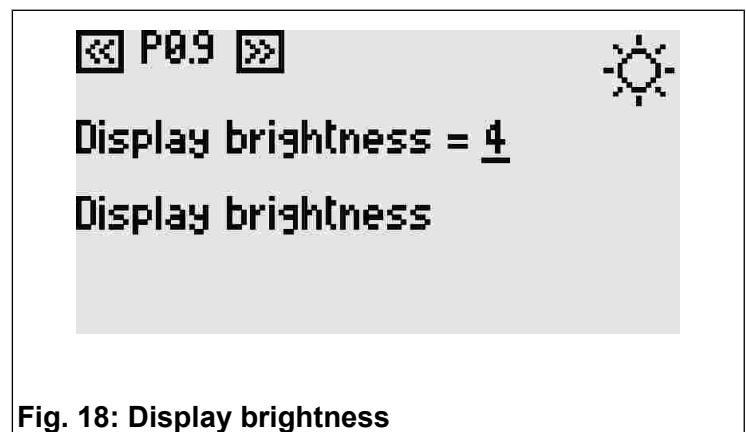 « P0.9 »
Display brightness = 4
Display brightness
Fig. 18: Display brightness